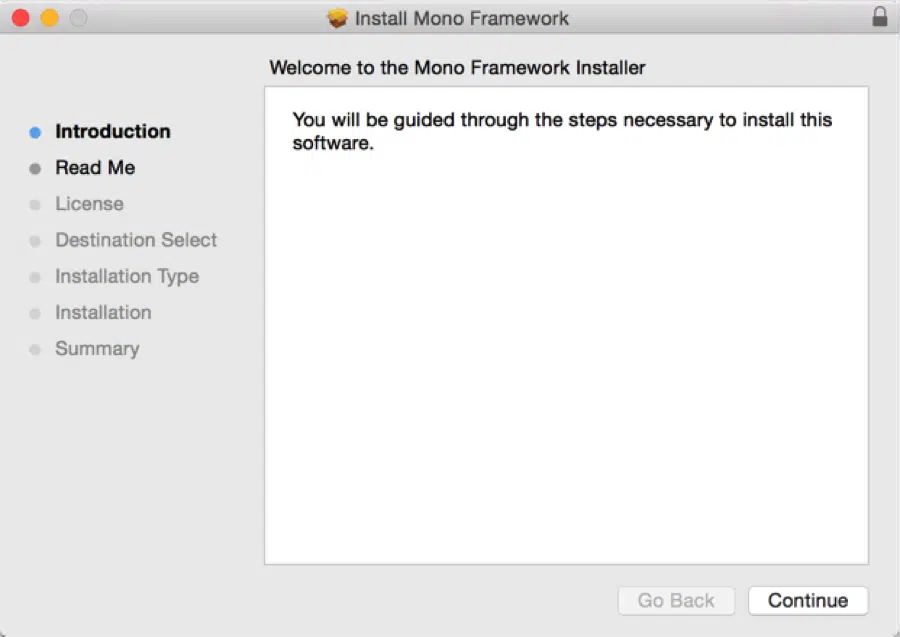 Install Mono Framework
Welcome to the Mono Framework Installer
Introduction
Read Me
License
Destination Select
Installation Type
Installation
Summary
You will be guided through the steps necessary to install this
software.
Go Back
Continue